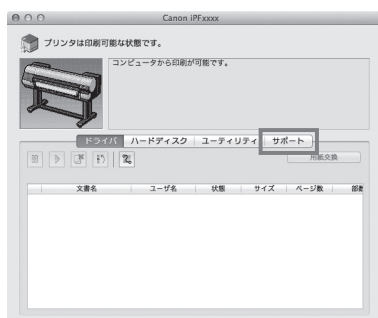 Canon iPFxxxx
プリンタは印刷可能な状態です。
コンピュータから印刷が可能です。
ドライバ ハードディスク ユーティリティ サポート
用紙交換
文書名 ユーザ名 状態 サイズ ページ数